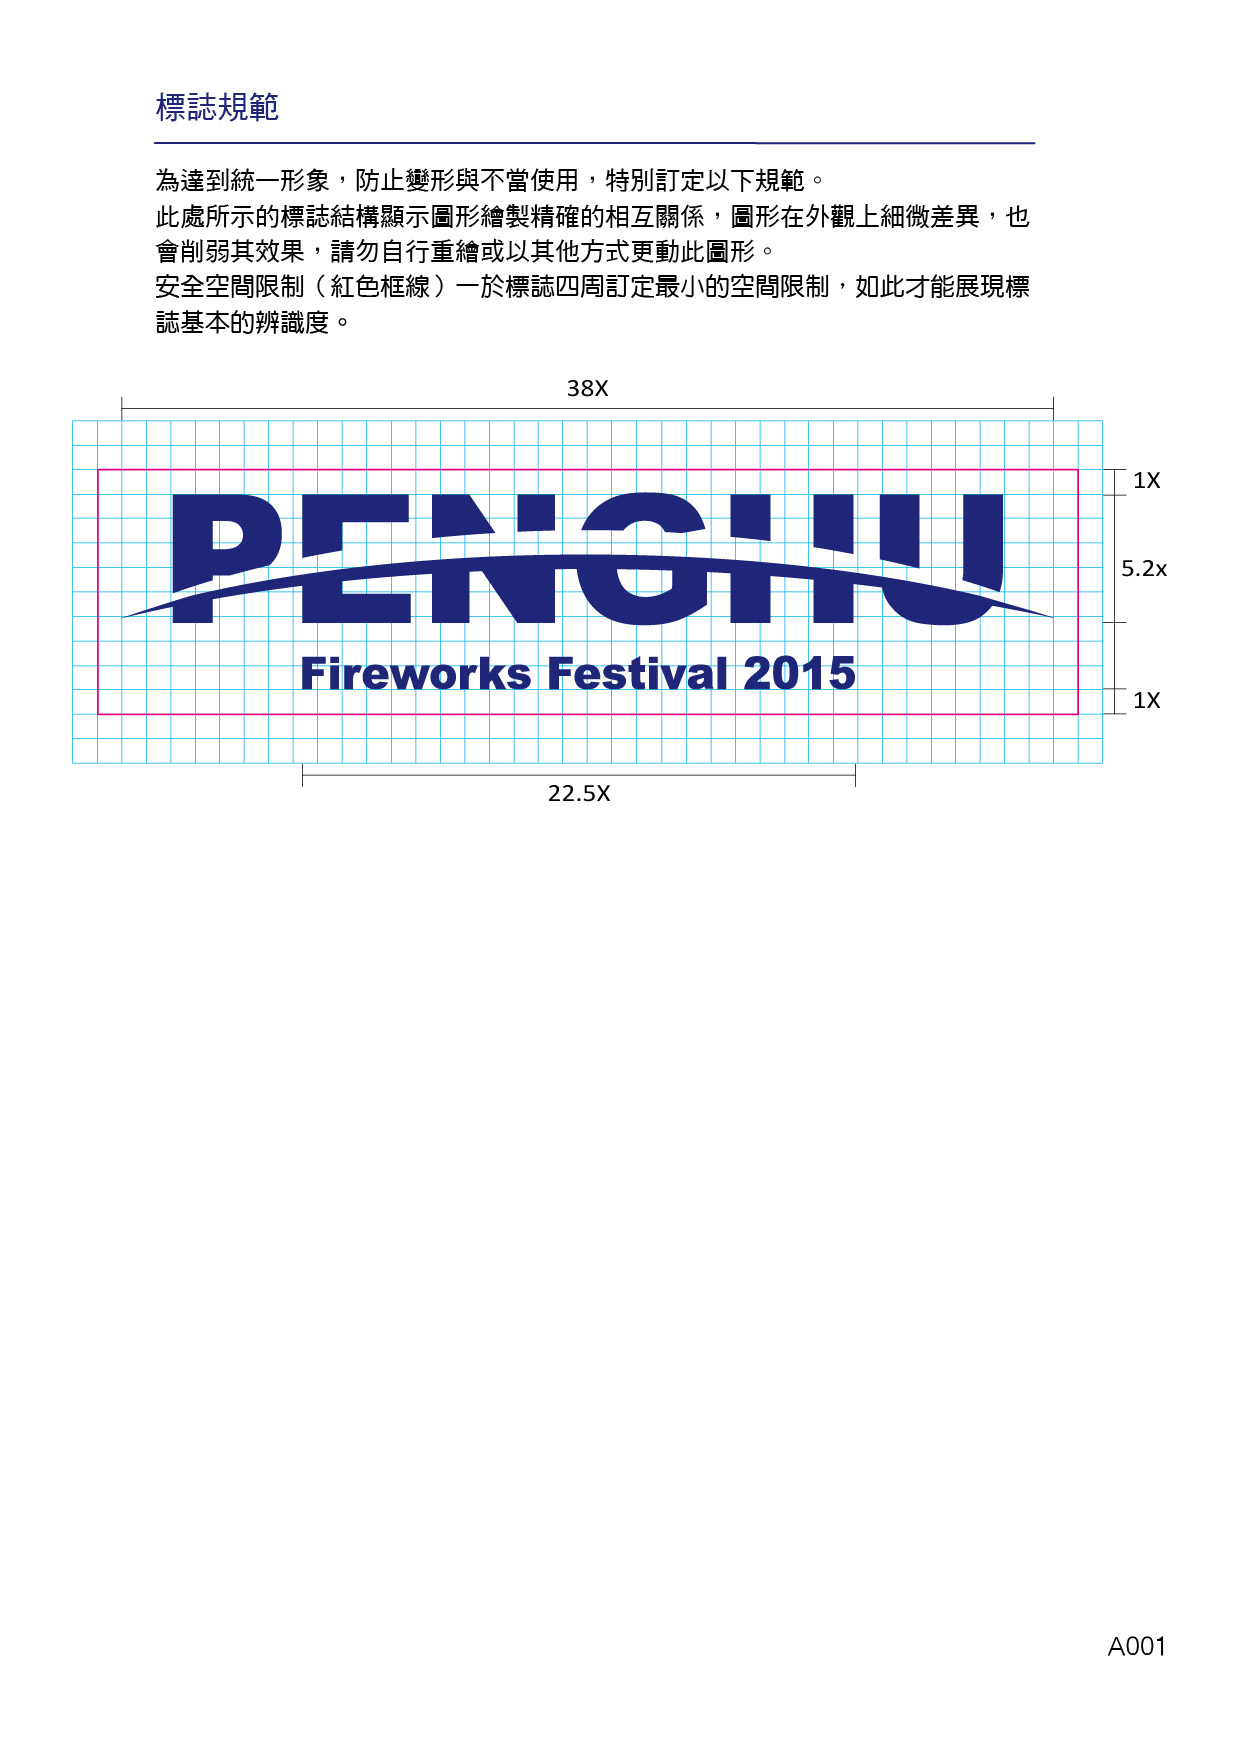 標誌規範
為達到統一形象，防止變形與不當使用，特別訂定以下規範。
此處所示的標誌結構顯示圖形繪製精確的相互關係，圖形在外觀上細微差異，也
會削弱其效果，請勿自行重繪或以其他方式更動此圖形。
安全空間限制（紅色框線）一於標誌四周訂定最小的空間限制，如此才能展現標
誌基本的辨識度。
38X
1X
PENGHU
5.2x
Fireworks Festival 2015
1X
22.5X
A001